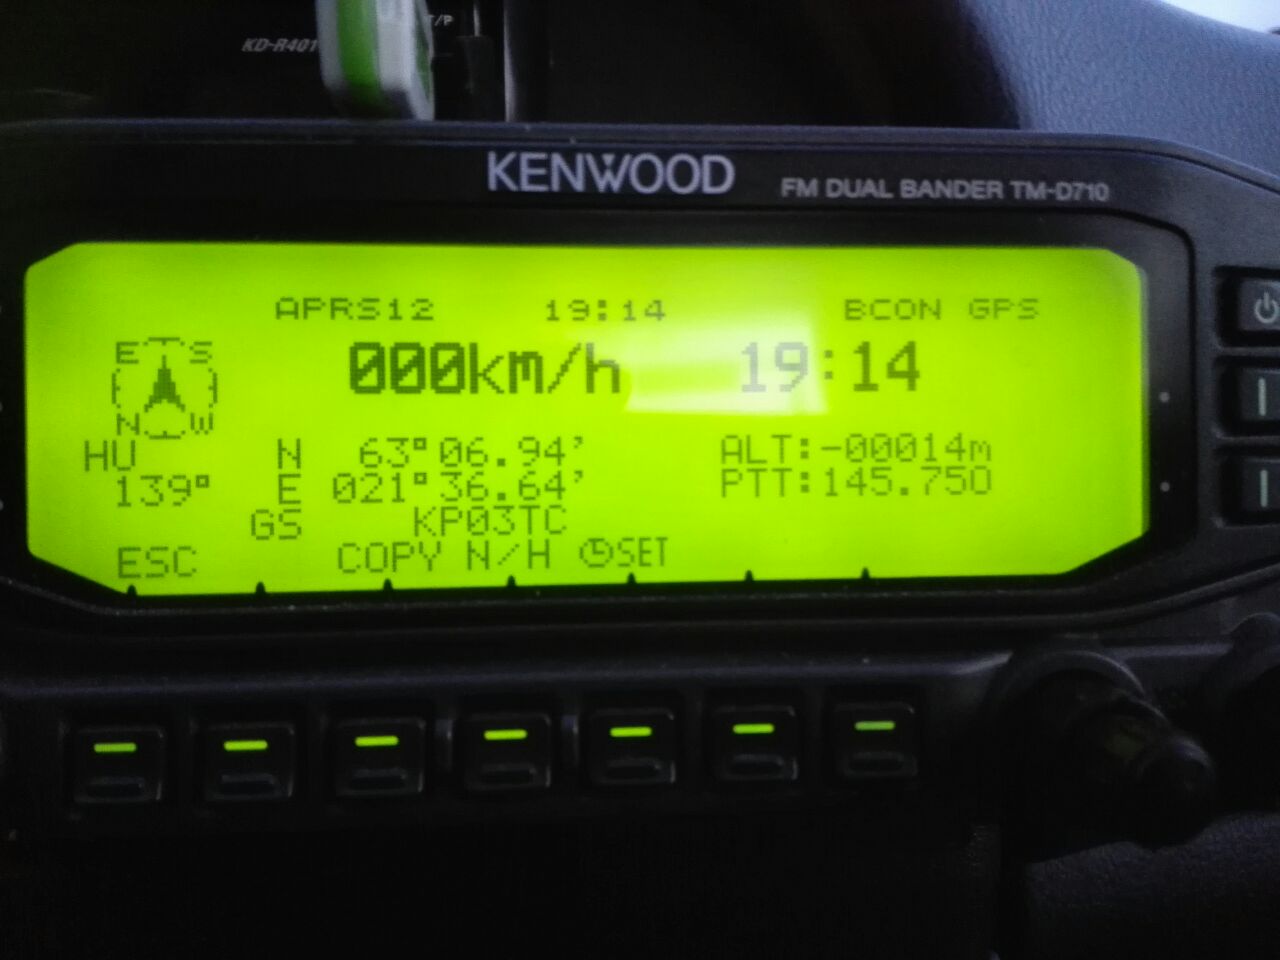 T/P
KD-R401
KENWOOD
FM DUAL BANDER TM-D710
APRS12 19:14 BCON GPS
E S
000km/h 19:14
N W
HU N 63°06.94' ALT:-00014m
139° E 021°36.64' PTT:145.750
GS KP03TC
ESC COPY N/H SET